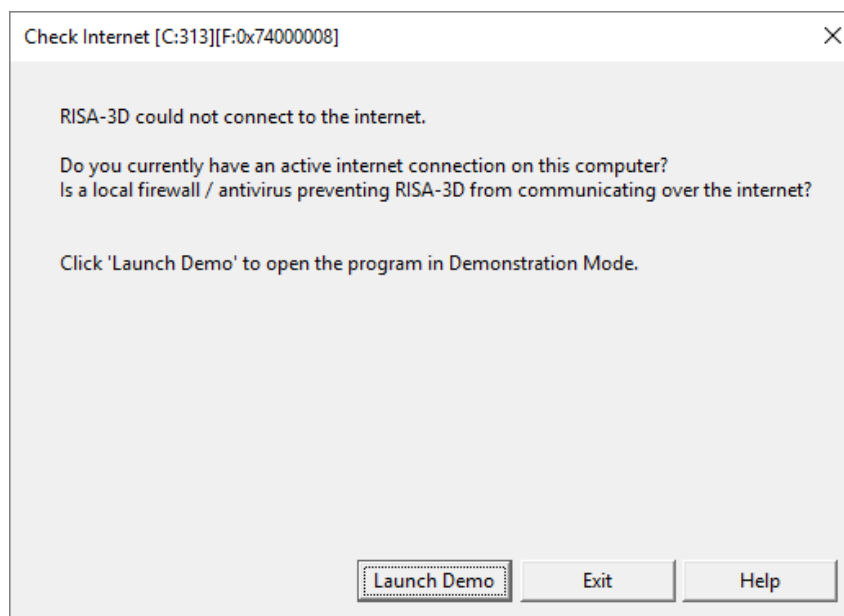 Check Internet [C:313][F:0x74000008]
RISA-3D could not connect to the internet.
Do you currently have an active internet connection on this computer?
Is a local firewall / antivirus preventing RISA-3D from communicating over the internet?
Click 'Launch Demo' to open the program in Demonstration Mode.
Launch Demo Exit Help